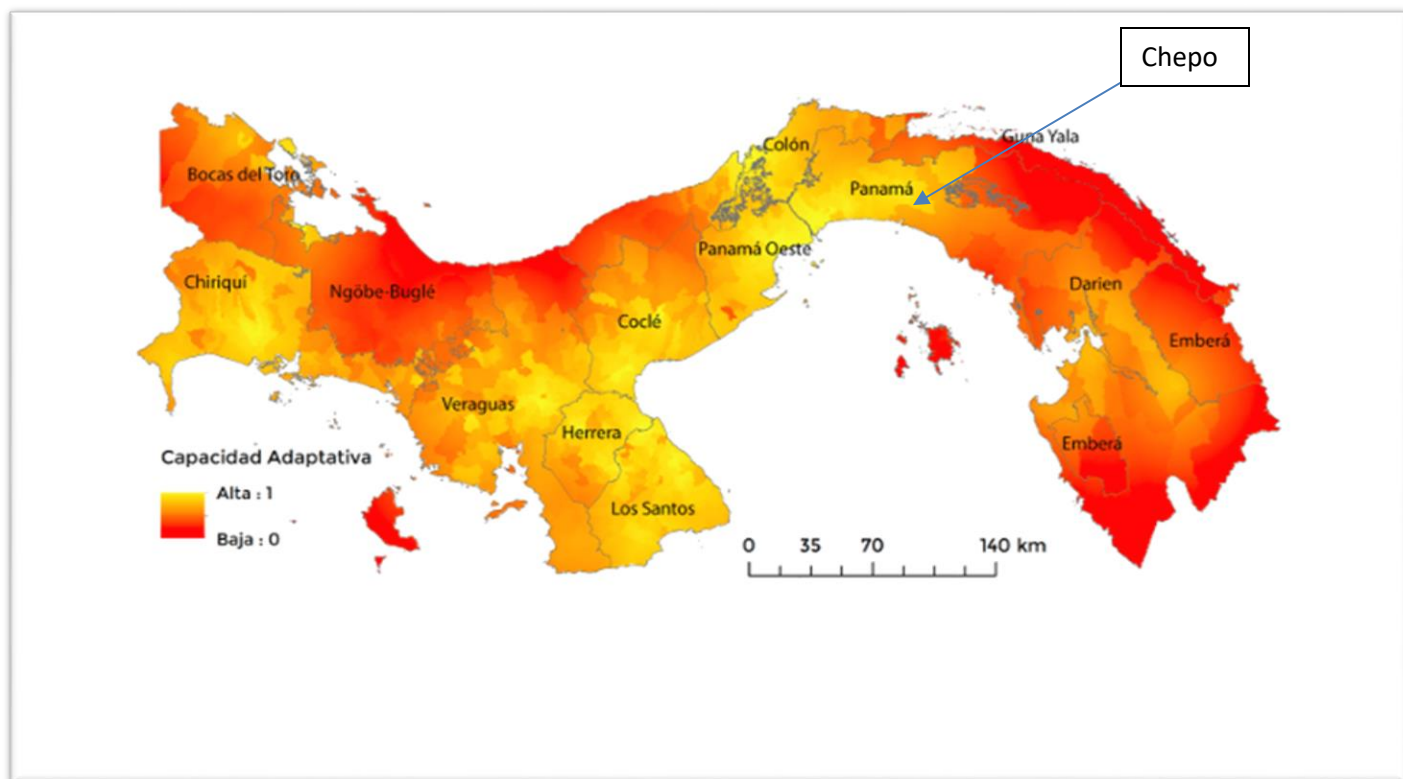 Chepo
Colón
Guna Yala
Bocas del Toro
Panamá
Panamá Oeste
Chiriquí
Ngöbe-Buglé
Darien
Coclé
Emberá
Veraguas
Herrera
Emberá
Capacidad Adaptativa
Alta : 1
Baja : 0
Los Santos
0 35 70 140 km